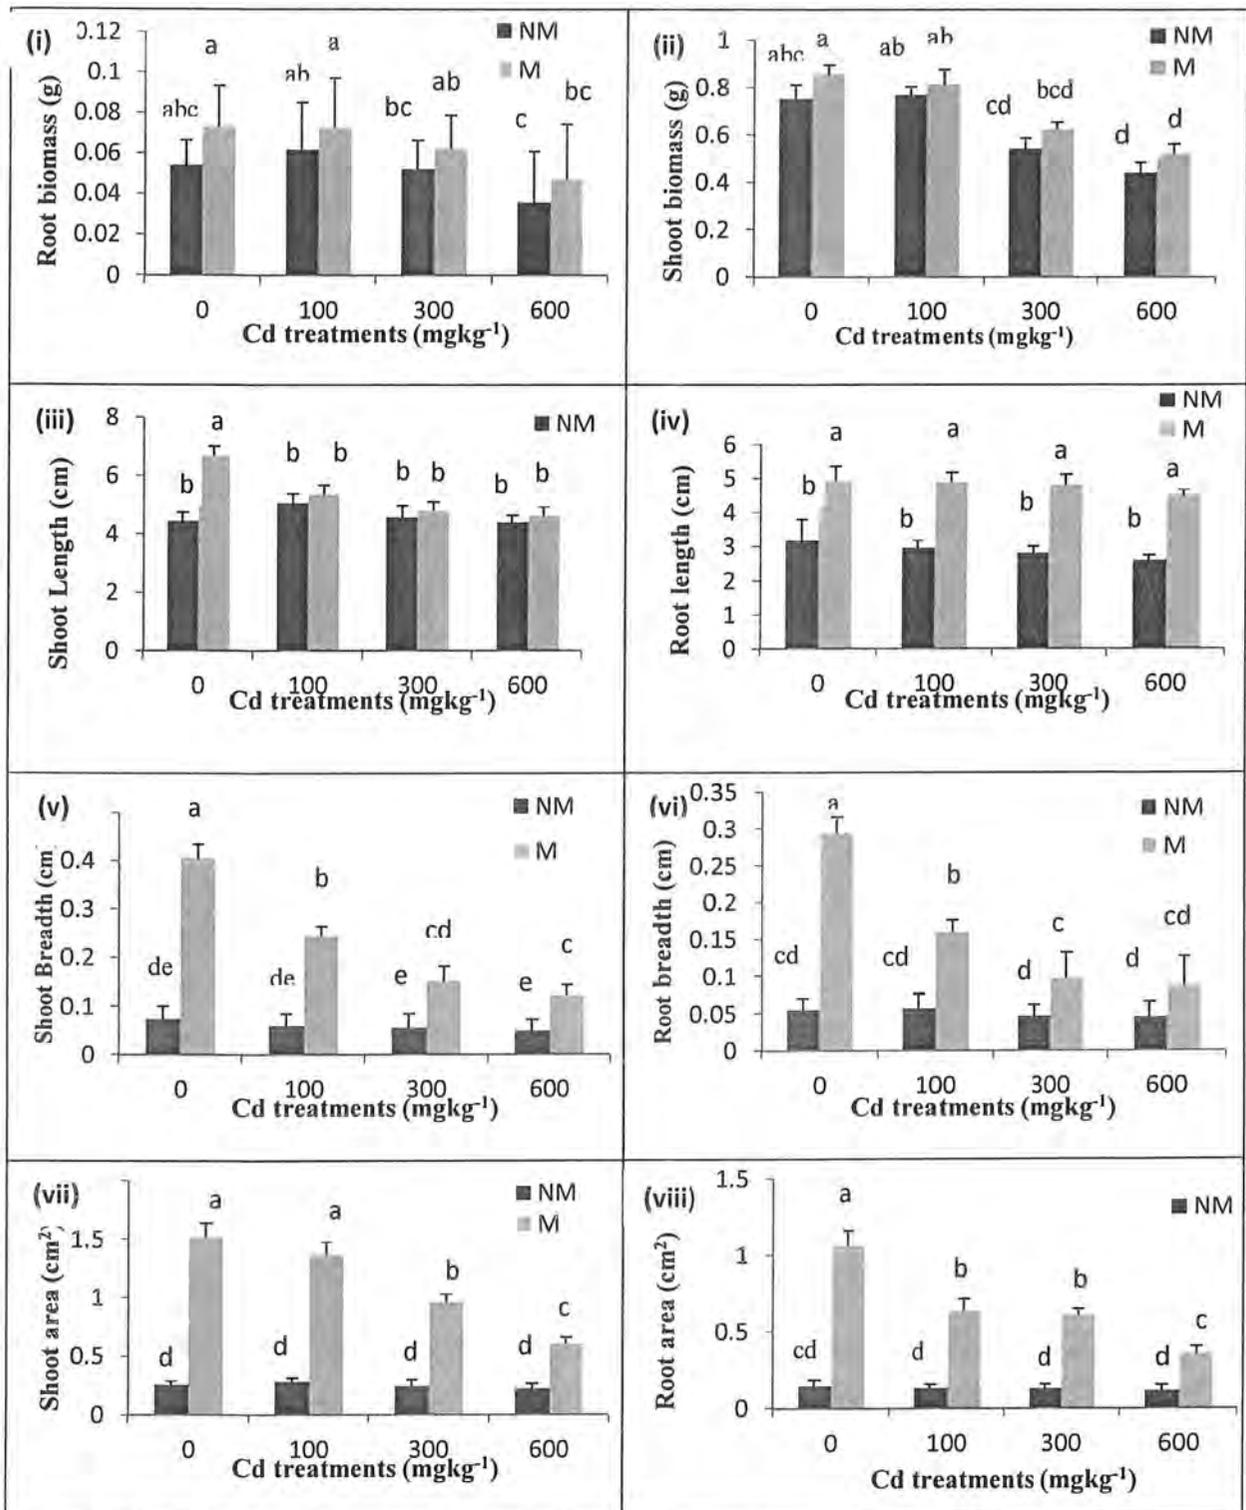 (i)
0.12
0.1
0.08
0.06
0.04
0.02
0
Root biomass (g)
a
a
abc
ab
bc
ab
c
bc
NM
M
0 100 300 600
Cd treatments (mgkg⁻¹)
(ii)
1
0.8
0.6
0.4
0.2
0
Shoot biomass (g)
abc
a
ab
ab
cd
bcd
d
d
NM
M
0 100 300 600
Cd treatments (mgkg⁻¹)
(iii)
8
6
4
2
0
Shoot Length (cm)
b
a
b
b
b
b
b
b
NM
0 100 300 600
Cd treatments (mgkg⁻¹)
(iv)
6
5
4
3
2
1
0
Root length (cm)
b
a
b
a
b
a
b
a
NM
M
0 100 300 600
Cd treatments (mgkg⁻¹)
(v)
0.4
0.3
0.2
0.1
0
Shoot Breadth (cm
de
a
de
b
e
cd
e
c
NM
M
0 100 300 600
Cd treatments (mgkg⁻¹)
(vi)
0.35
0.3
0.25
0.2
0.15
0.1
0.05
0
Root breadth (cm)
cd
a
cd
b
d
c
d
cd
NM
M
0 100 300 600
Cd treatments (mgkg⁻¹)
(vii)
1.5
1
0.5
0
Shoot area (cm²)
d
a
d
a
d
b
d
c
NM
M
0 100 300 600
Cd treatments (mgkg⁻¹)
(viii)
1.5
1
0.5
0
Root area (cm²)
cd
a
d
b
d
b
d
c
NM
0 100 300 600
Cd treatments (mgkg⁻¹)